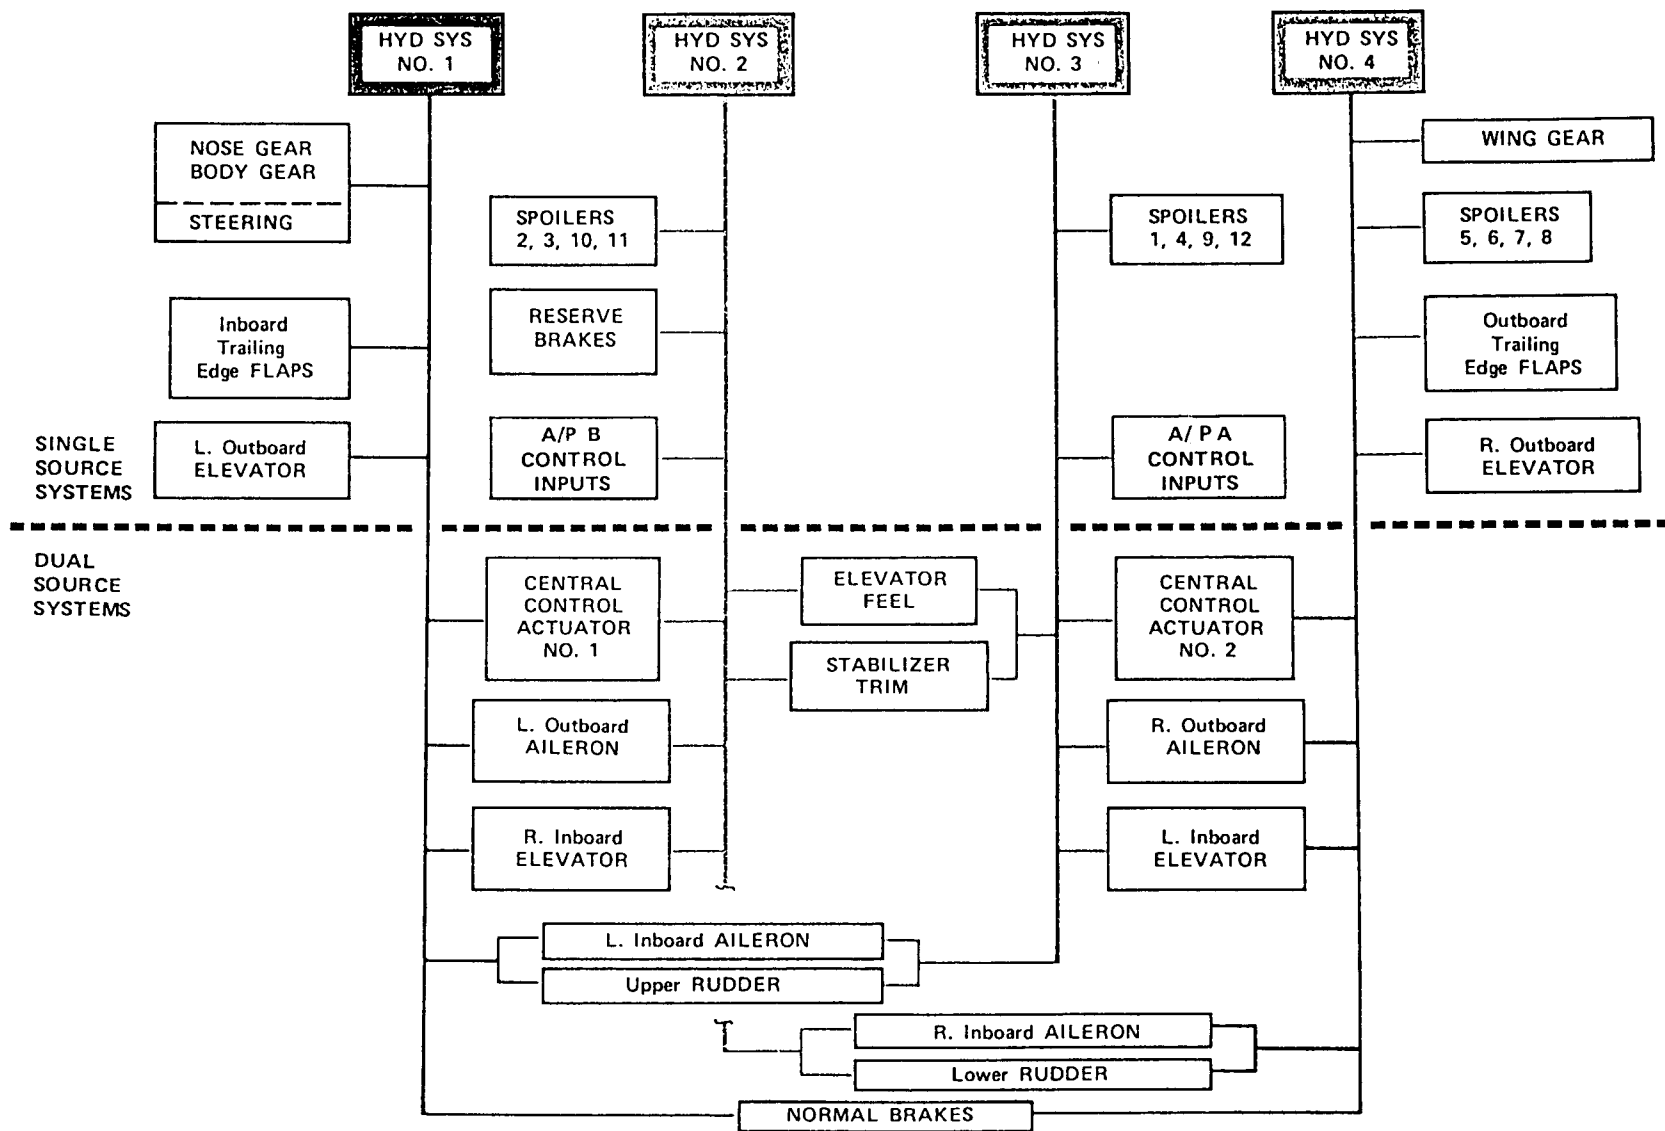 HYD SYS
NO. 1
HYD SYS
NO. 2
HYD SYS
NO. 3
HYD SYS
NO. 4
NOSE GEAR
BODY GEAR
STEERING
WING GEAR
SPOILERS
2, 3, 10, 11
SPOILERS
1, 4, 9, 12
SPOILERS
5, 6, 7, 8
Inboard
Trailing
Edge FLAPS
RESERVE
BRAKES
Outboard
Trailing
Edge FLAPS
SINGLE
SOURCE
SYSTEMS
L. Outboard
ELEVATOR
A/P B
CONTROL
INPUTS
A/P A
CONTROL
INPUTS
R. Outboard
ELEVATOR
DUAL
SOURCE
SYSTEMS
CENTRAL
CONTROL
ACTUATOR
NO. 1
ELEVATOR
FEEL
STABILIZER
TRIM
CENTRAL
CONTROL
ACTUATOR
NO. 2
L. Outboard
AILERON
R. Outboard
AILERON
R. Inboard
ELEVATOR
L. Inboard
ELEVATOR
L. Inboard AILERON
Upper RUDDER
R. Inboard AILERON
Lower RUDDER
NORMAL BRAKES